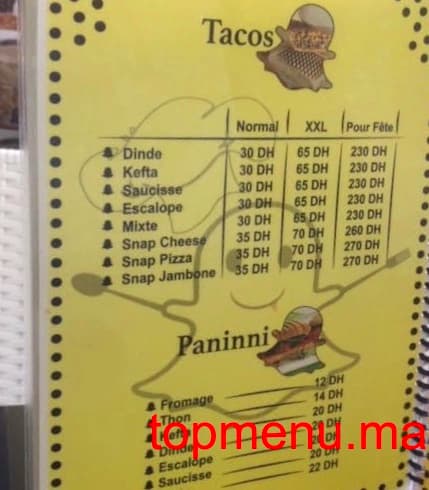 Tacos
Normal XXL Pour Fête
Dinde 30 DH 65 DH 230 DH
Kefta 30 DH 65 DH 230 DH
Saucisse 30 DH 65 DH 230 DH
Escalope 30 DH 65 DH 230 DH
Mixte 30 DH 65 DH 230 DH
Snap Cheese 35 DH 70 DH 260 DH
Snap Pizza 35 DH 70 DH 270 DH
Snap Jambone 35 DH 70 DH 270 DH
Paninni
Fromage 12 DH
Thon 14 DH
Kefta 20 DH
Dinde 20 DH
Escalope 20 DH
Saucisse 22 DH
topmenu.ma